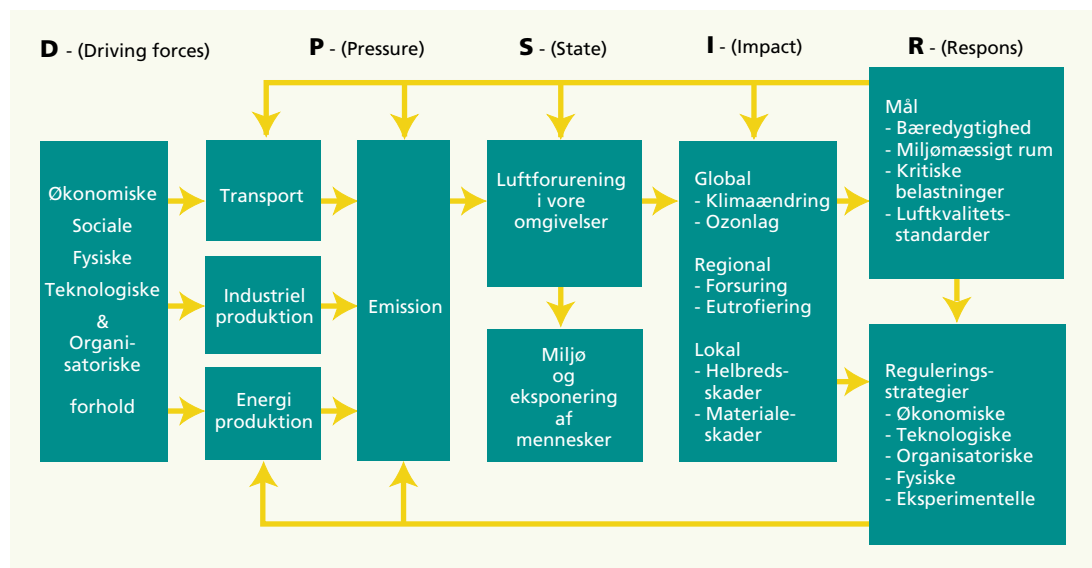 D - (Driving forces)
P - (Pressure)
S - (State)
I - (Impact)
R - (Respons)
Økonomiske
Sociale
Fysiske
Teknologiske
&
Organi-
satoriske
forhold
Transport
Industriel
produktion
Energi
produktion
Emission
Luftforurening
i vore
omgivelser
Miljø
og
eksponering
af
mennesker
Global
- Klimaændring
- Ozonlag
Regional
- Forsuring
- Eutrofiering
Lokal
- Helbreds-
skader
- Materiale-
skader
Mål
- Bæredygtighed
- Miljømæssigt rum
- Kritiske
belastninger
- Luftkvalitets-
standarder
Regulerings-
strategier
- Økonomiske
- Teknologiske
- Organisatoriske
- Fysiske
- Eksperimentelle